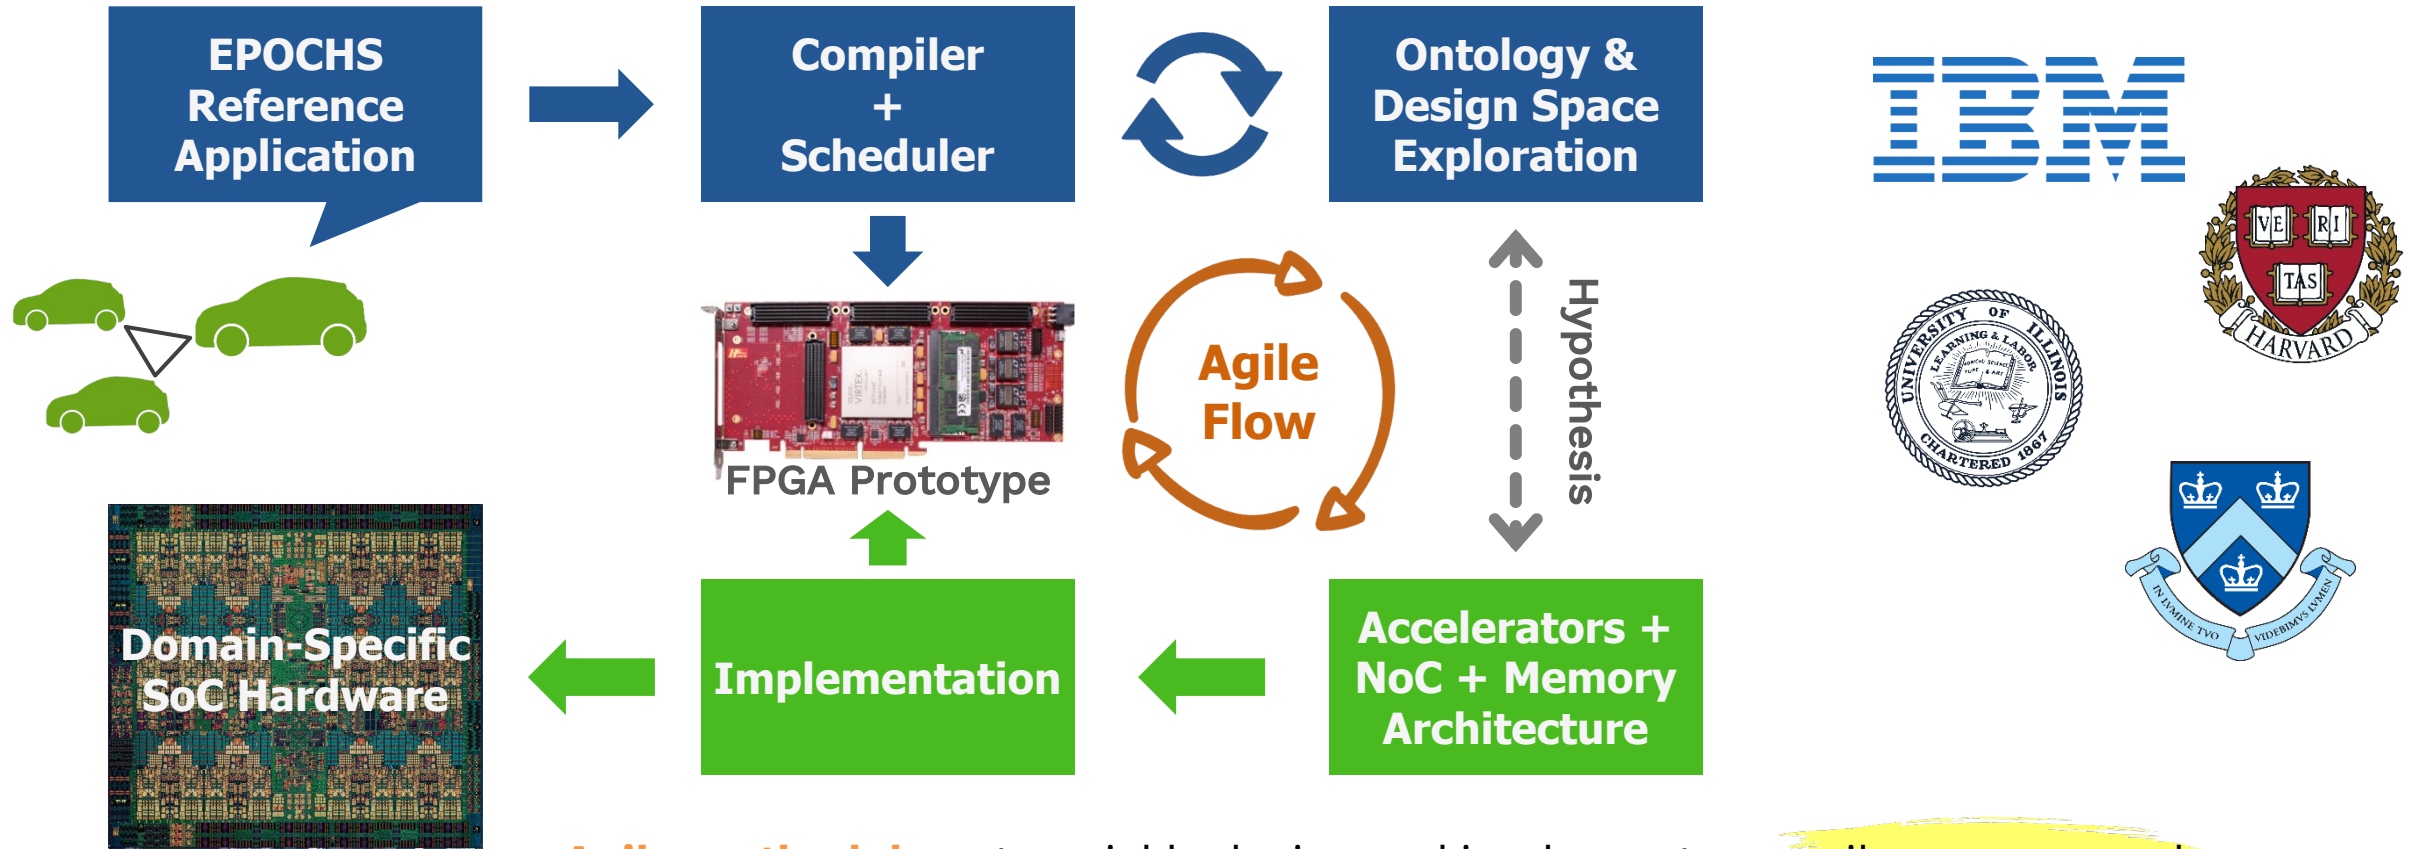 EPOCHS
Reference
Application
Compiler
+
Scheduler
Ontology &
Design Space
Exploration
IBM
VE RI
TAS
HARVARD
UNIVERSITY OF ILLINOIS
LEARNING & LABOR
CHARTERED 1867
IN LVMINE TVO VIDEBIMVS LVMEN
VIRTEX
FPGA Prototype
Agile
Flow
Hypothesis
Domain-Specific
SoC Hardware
Implementation
Accelerators +
NoC + Memory
Architecture